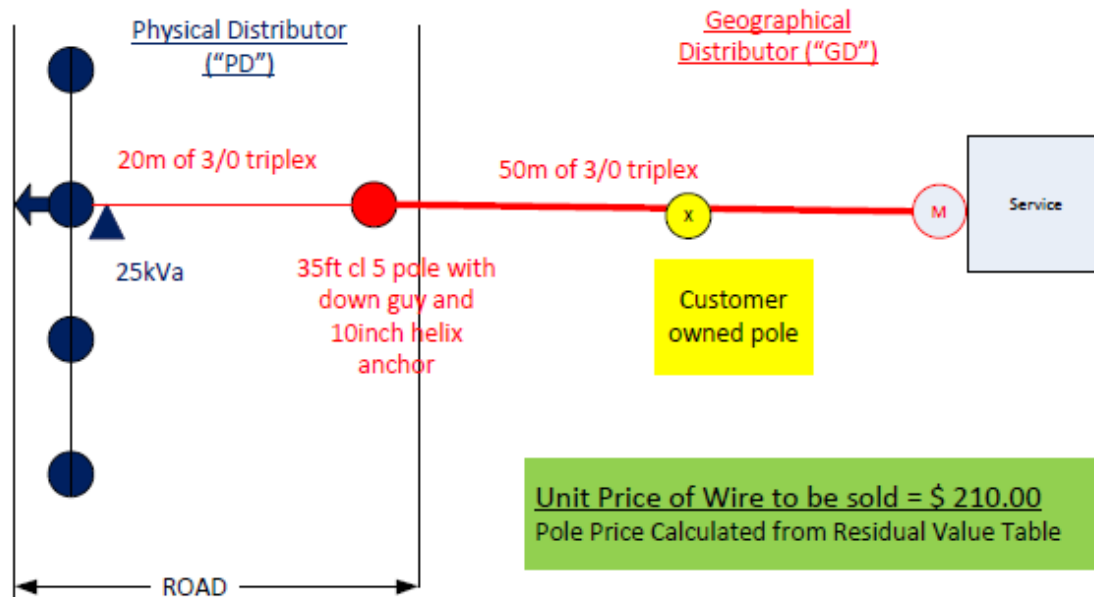 Physical Distributor
(“PD”)
Geographical
Distributor (“GD”)
20m of 3/0 triplex
50m of 3/0 triplex
X
M
Service
25kVa
35ft cl 5 pole with
down guy and
10inch helix
anchor
Customer
owned pole
Unit Price of Wire to be sold = $ 210.00
Pole Price Calculated from Residual Value Table
ROAD